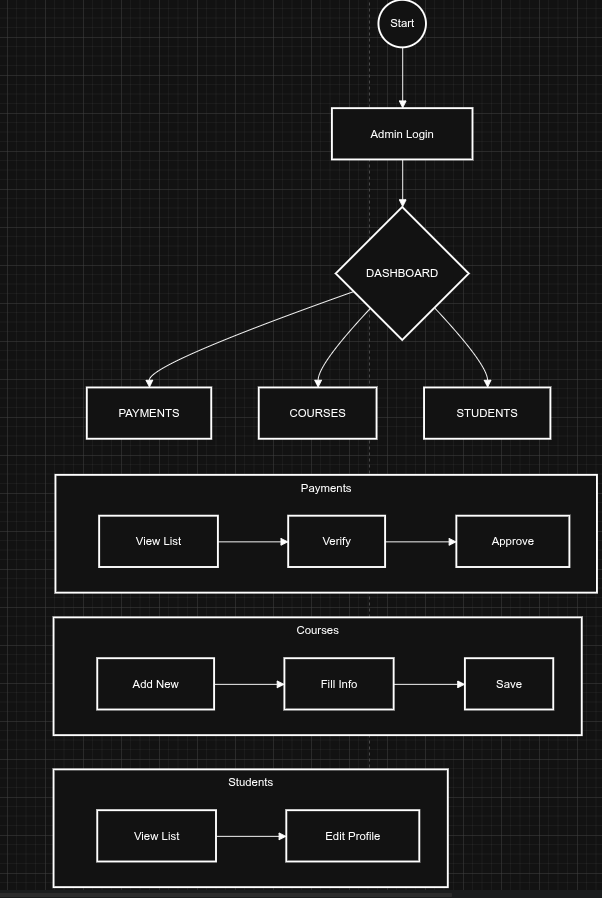 Start
Admin Login
DASHBOARD
PAYMENTS
COURSES
STUDENTS
Payments
View List
Verify
Approve
Courses
Add New
Fill Info
Save
Students
View List
Edit Profile